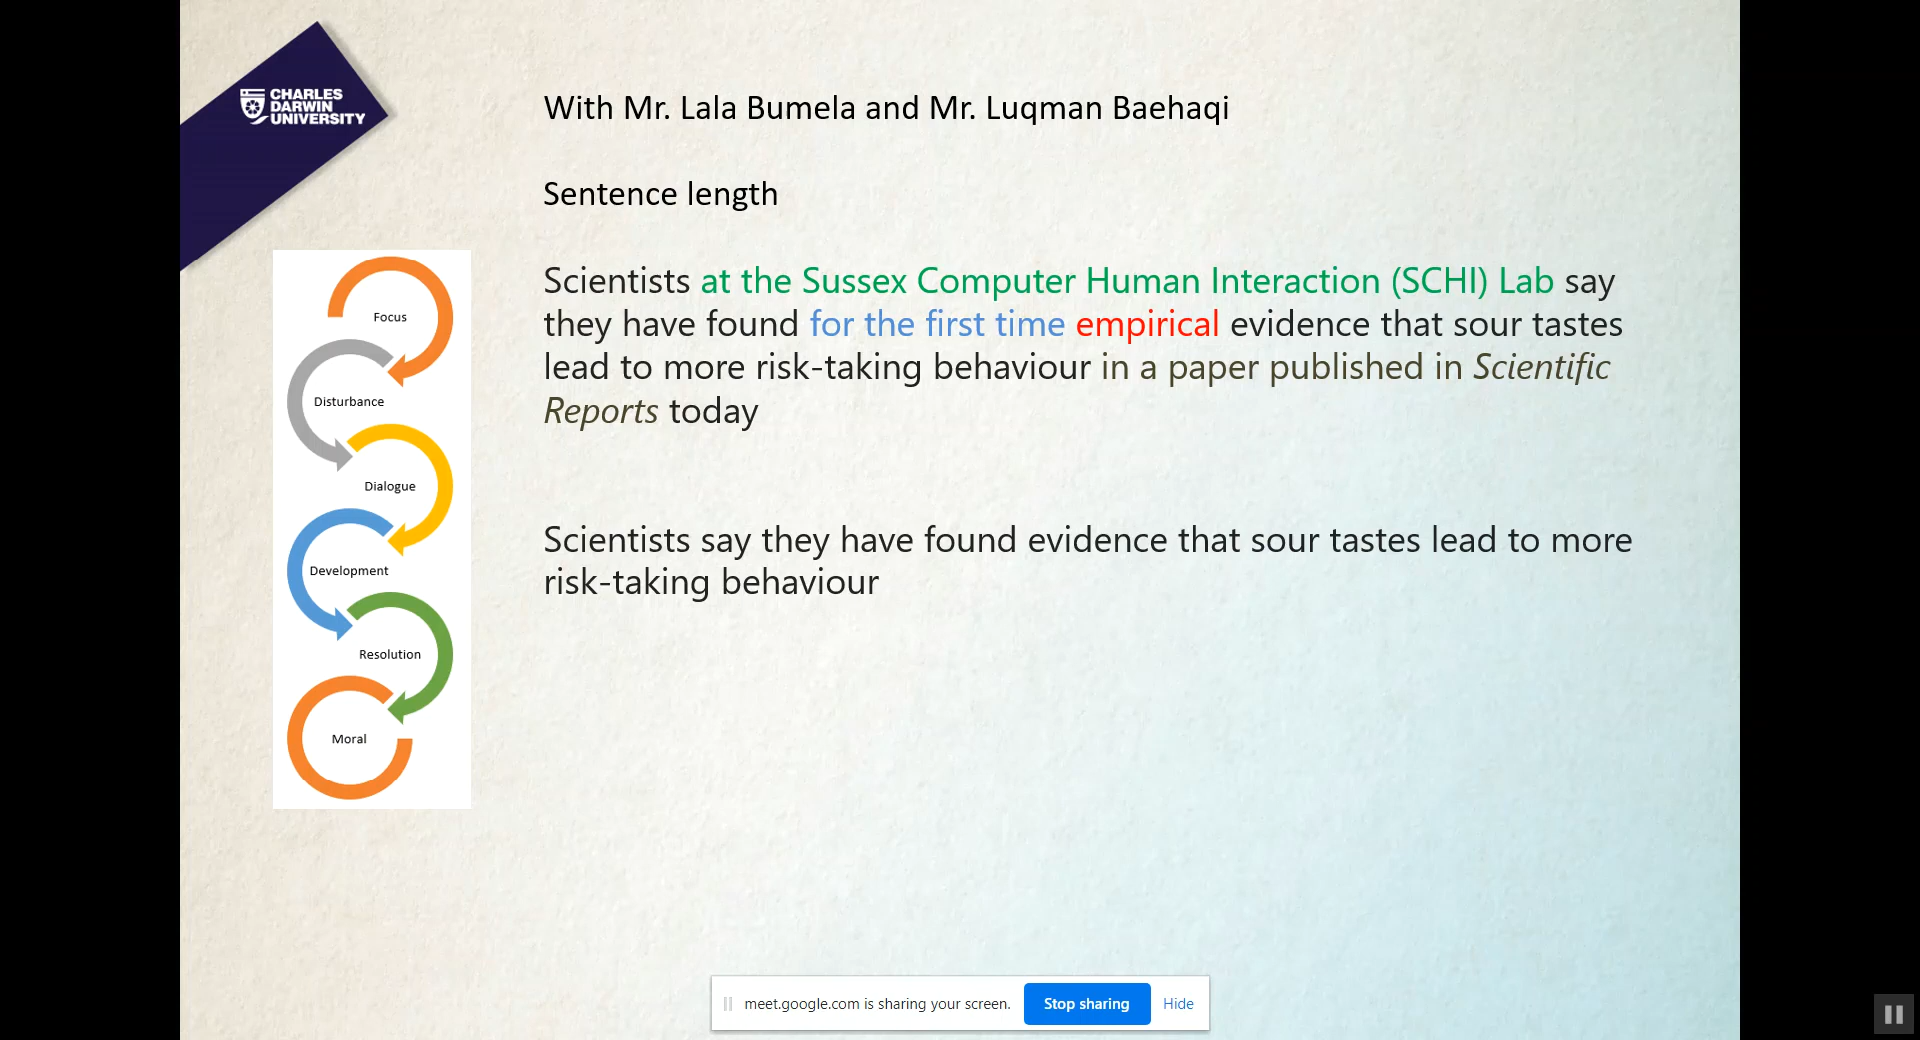 CHARLES
DARWIN
UNIVERSITY
With Mr. Lala Bumela and Mr. Luqman Baehaqi
Sentence length
Scientists at the Sussex Computer Human Interaction (SCHI) Lab say
they have found for the first time empirical evidence that sour tastes
lead to more risk-taking behaviour in a paper published in Scientific
Reports today
Scientists say they have found evidence that sour tastes lead to more
risk-taking behaviour
Focus
Disturbance
Dialogue
Development
Resolution
Moral
meet.google.com is sharing your screen.
Stop sharing
Hide